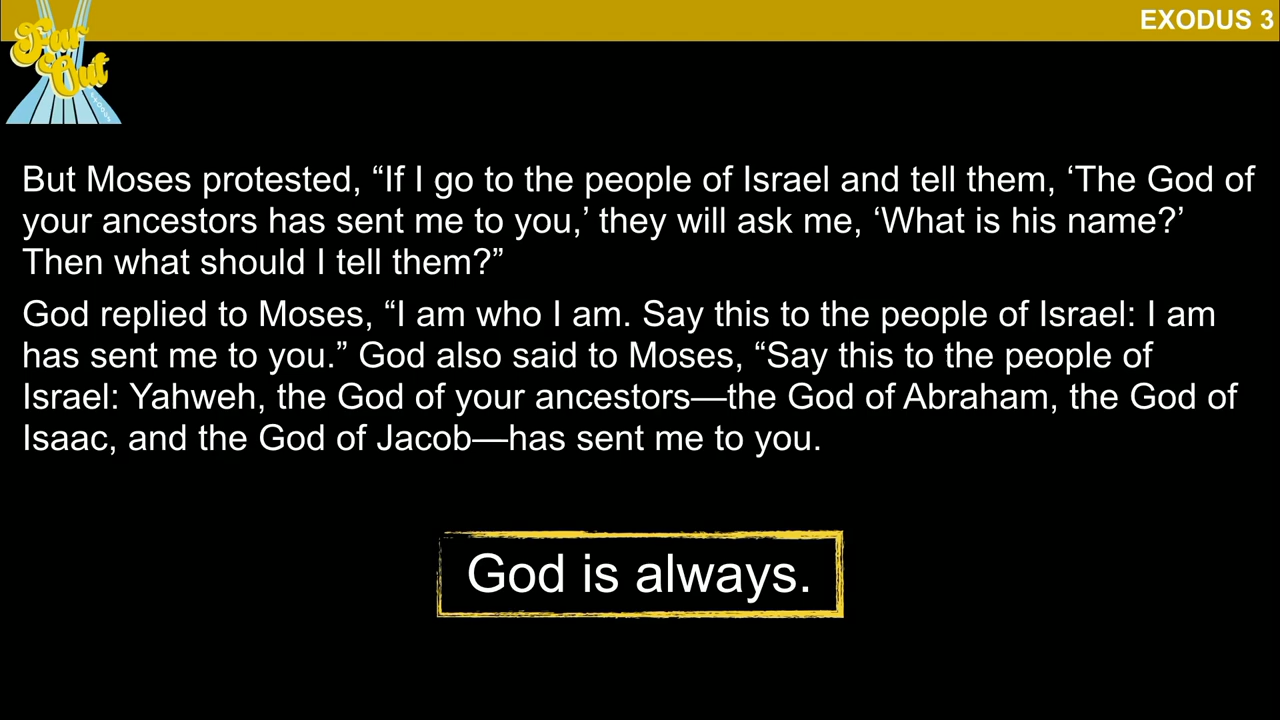 EXODUS 3
Far
Out
EXODUS
But Moses protested, “If I go to the people of Israel and tell them, ‘The God of
your ancestors has sent me to you,’ they will ask me, ‘What is his name?’
Then what should I tell them?”
God replied to Moses, “I am who I am. Say this to the people of Israel: I am
has sent me to you.” God also said to Moses, “Say this to the people of
Israel: Yahweh, the God of your ancestors—the God of Abraham, the God of
Isaac, and the God of Jacob—has sent me to you.
God is always.